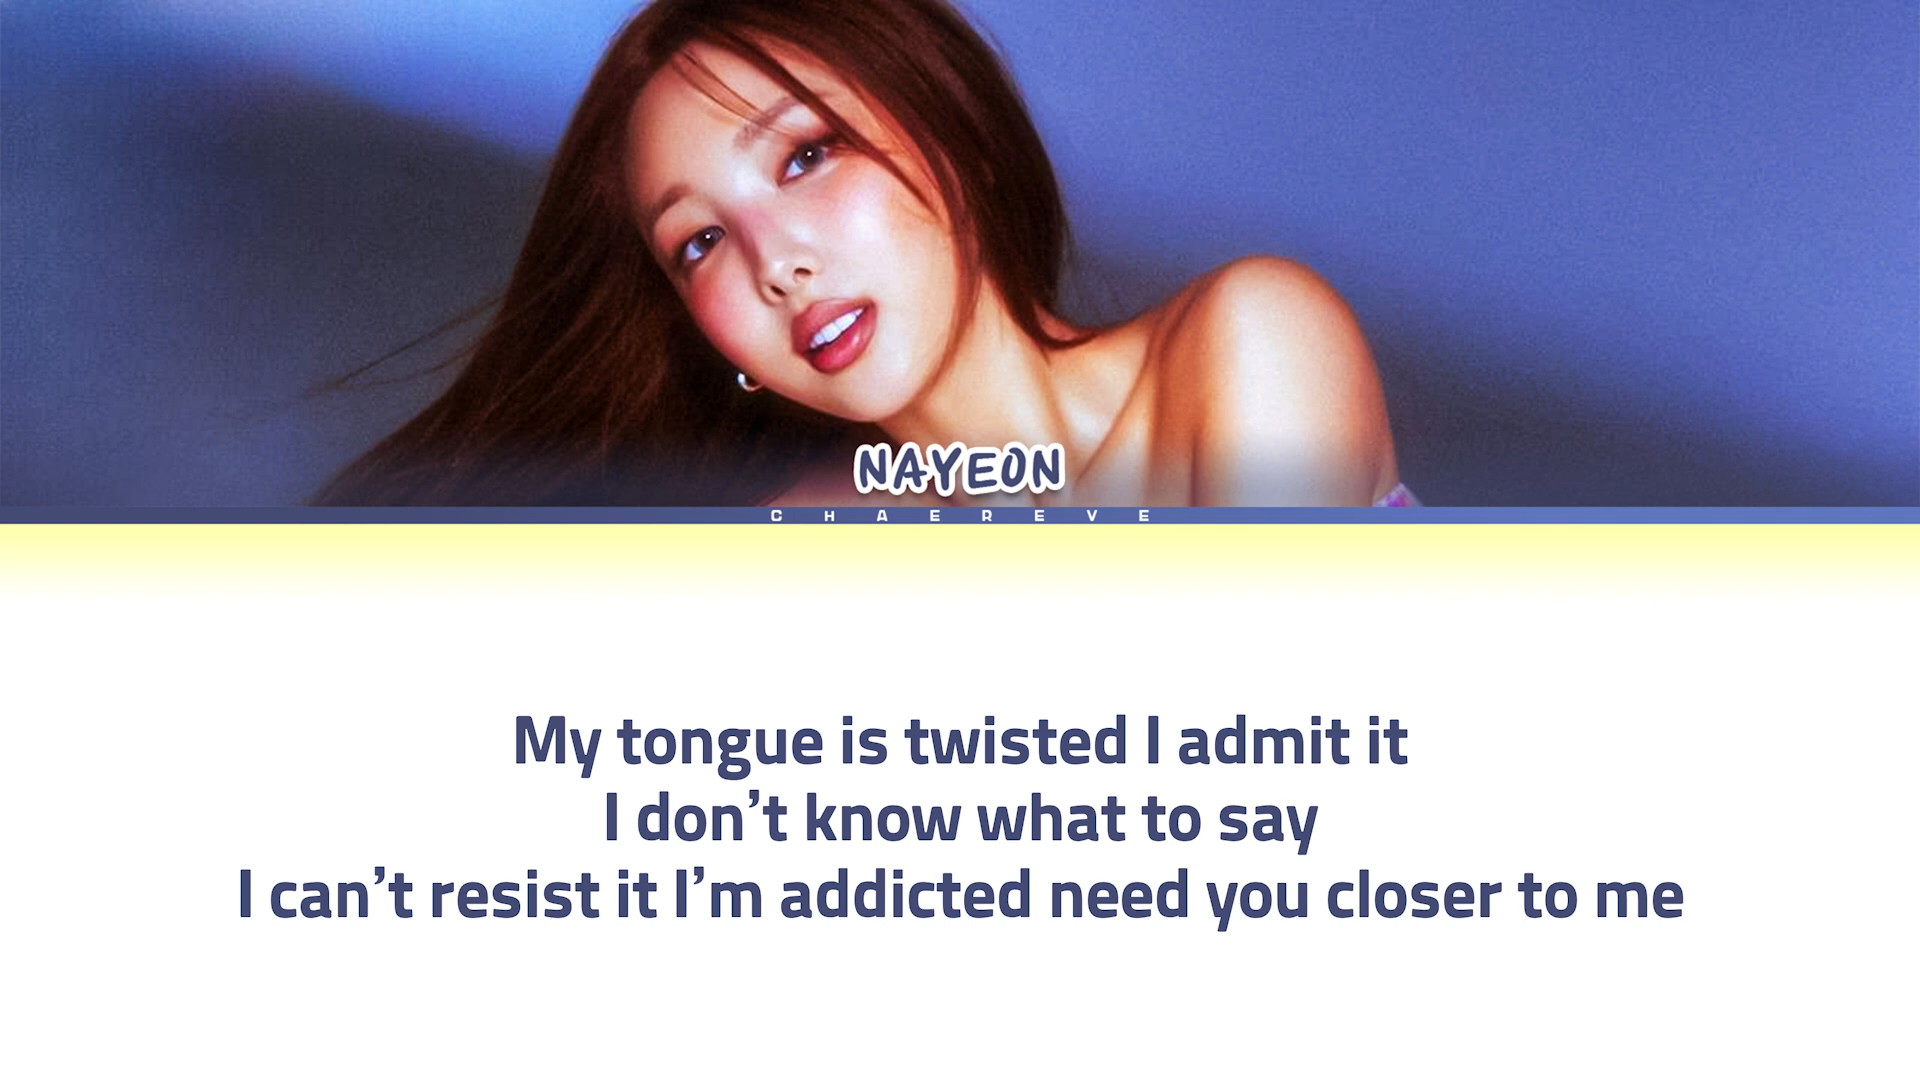 NAYEON
CHAEREVE
My tongue is twisted I admit it
I don’t know what to say
I can’t resist it I’m addicted need you closer to me